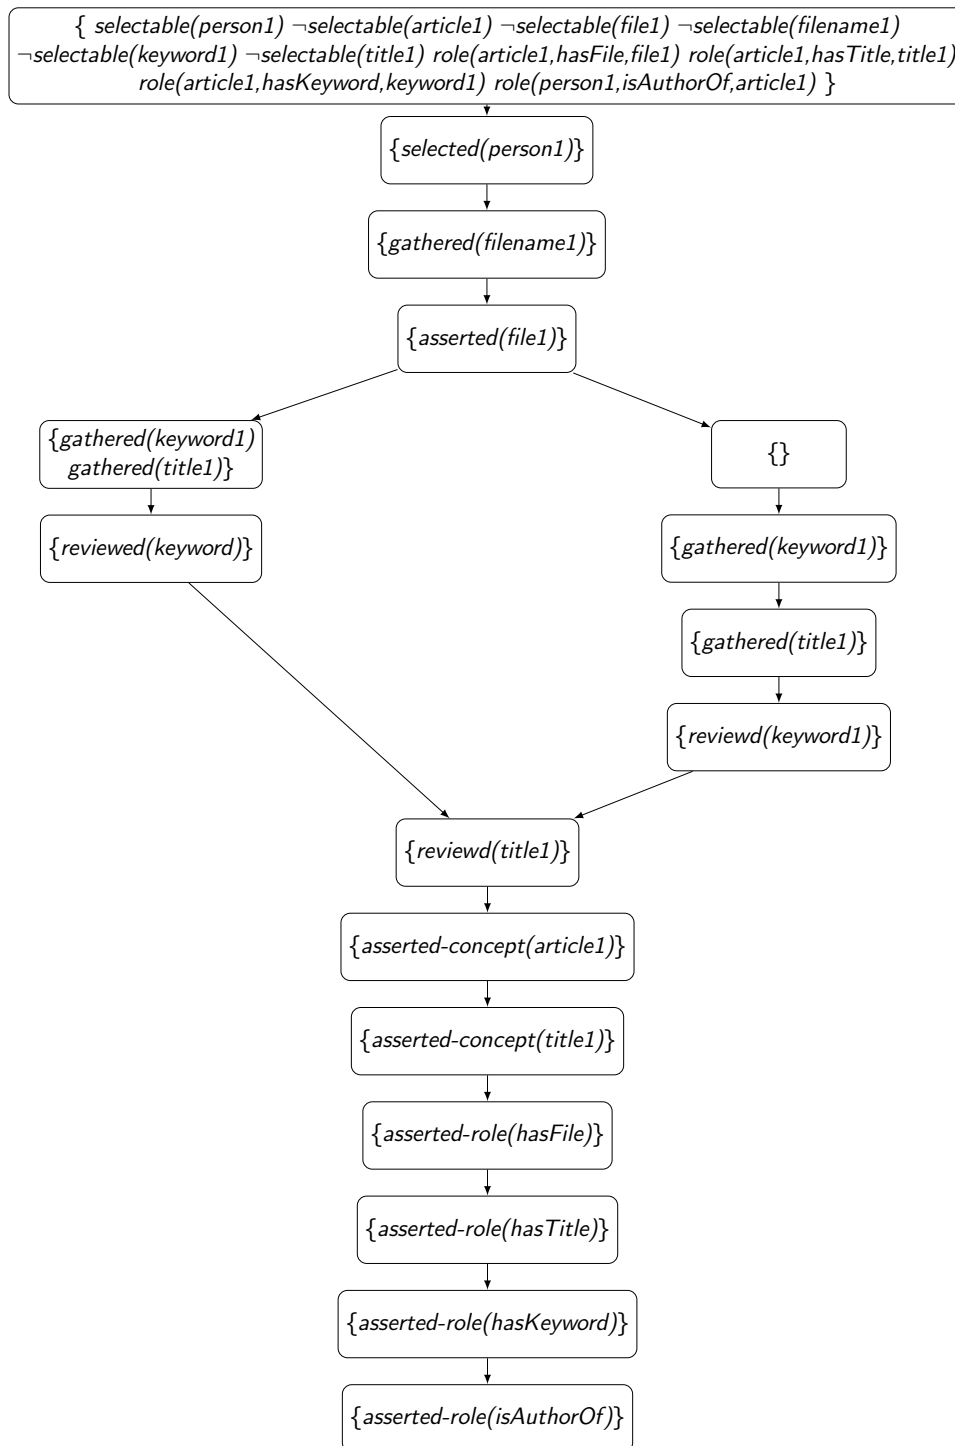 { selectable(person1) ¬selectable(article1) ¬selectable(file1) ¬selectable(filename1)
¬selectable(keyword1) ¬selectable(title1) role(article1,hasFile,file1) role(article1,hasTitle,title1)
role(article1,hasKeyword,keyword1) role(person1,isAuthorOf,article1) }
{selected(person1)}
{gathered(filename1)}
{asserted(file1)}
{gathered(keyword1)
gathered(title1)}
{reviewed(keyword)}
{}
{gathered(keyword1)}
{gathered(title1)}
{reviewd(keyword1)}
{reviewd(title1)}
{asserted-concept(article1)}
{asserted-concept(title1)}
{asserted-role(hasFile)}
{asserted-role(hasTitle)}
{asserted-role(hasKeyword)}
{asserted-role(isAuthorOf)}